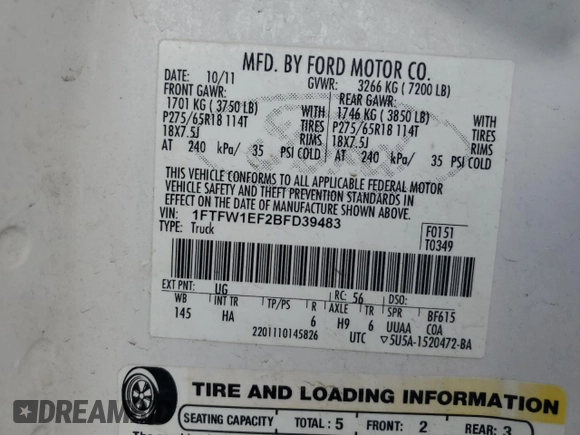 MFD. BY FORD MOTOR CO.
DATE: 10/11 GVWR: 3266 KG ( 7200 LB)
FRONT GAWR: REAR GAWR:
1701 KG ( 3750 LB) WITH 1746 KG ( 3850 LB) WITH
P275/65R18 114T TIRES P275/65R18 114T TIRES
18X7.5J RIMS 18X7.5J RIMS
AT 240 kPa/ 35 PSI COLD AT 240 kPa/ 35 PSI COLD
THIS VEHICLE CONFORMS TO ALL APPLICABLE FEDERAL MOTOR
VEHICLE SAFETY AND THEFT PREVENTION STANDARDS IN
EFFECT ON THE DATE OF MANUFACTURE SHOWN ABOVE.
VIN: 1FTFW1EF2BFD39483 F0151
TYPE: Truck T0349
EXT PNT: UG RC: 56 DSO:
WB INT TR TP/PS R AXLE TR SPR BF615
145 HA 6 H9 6 UUAA COA
2201110145826 UTC ▽5U5A-1520472-BA
TIRE AND LOADING INFORMATION
SEATING CAPACITY TOTAL : 5 FRONT: 2 REAR: 3